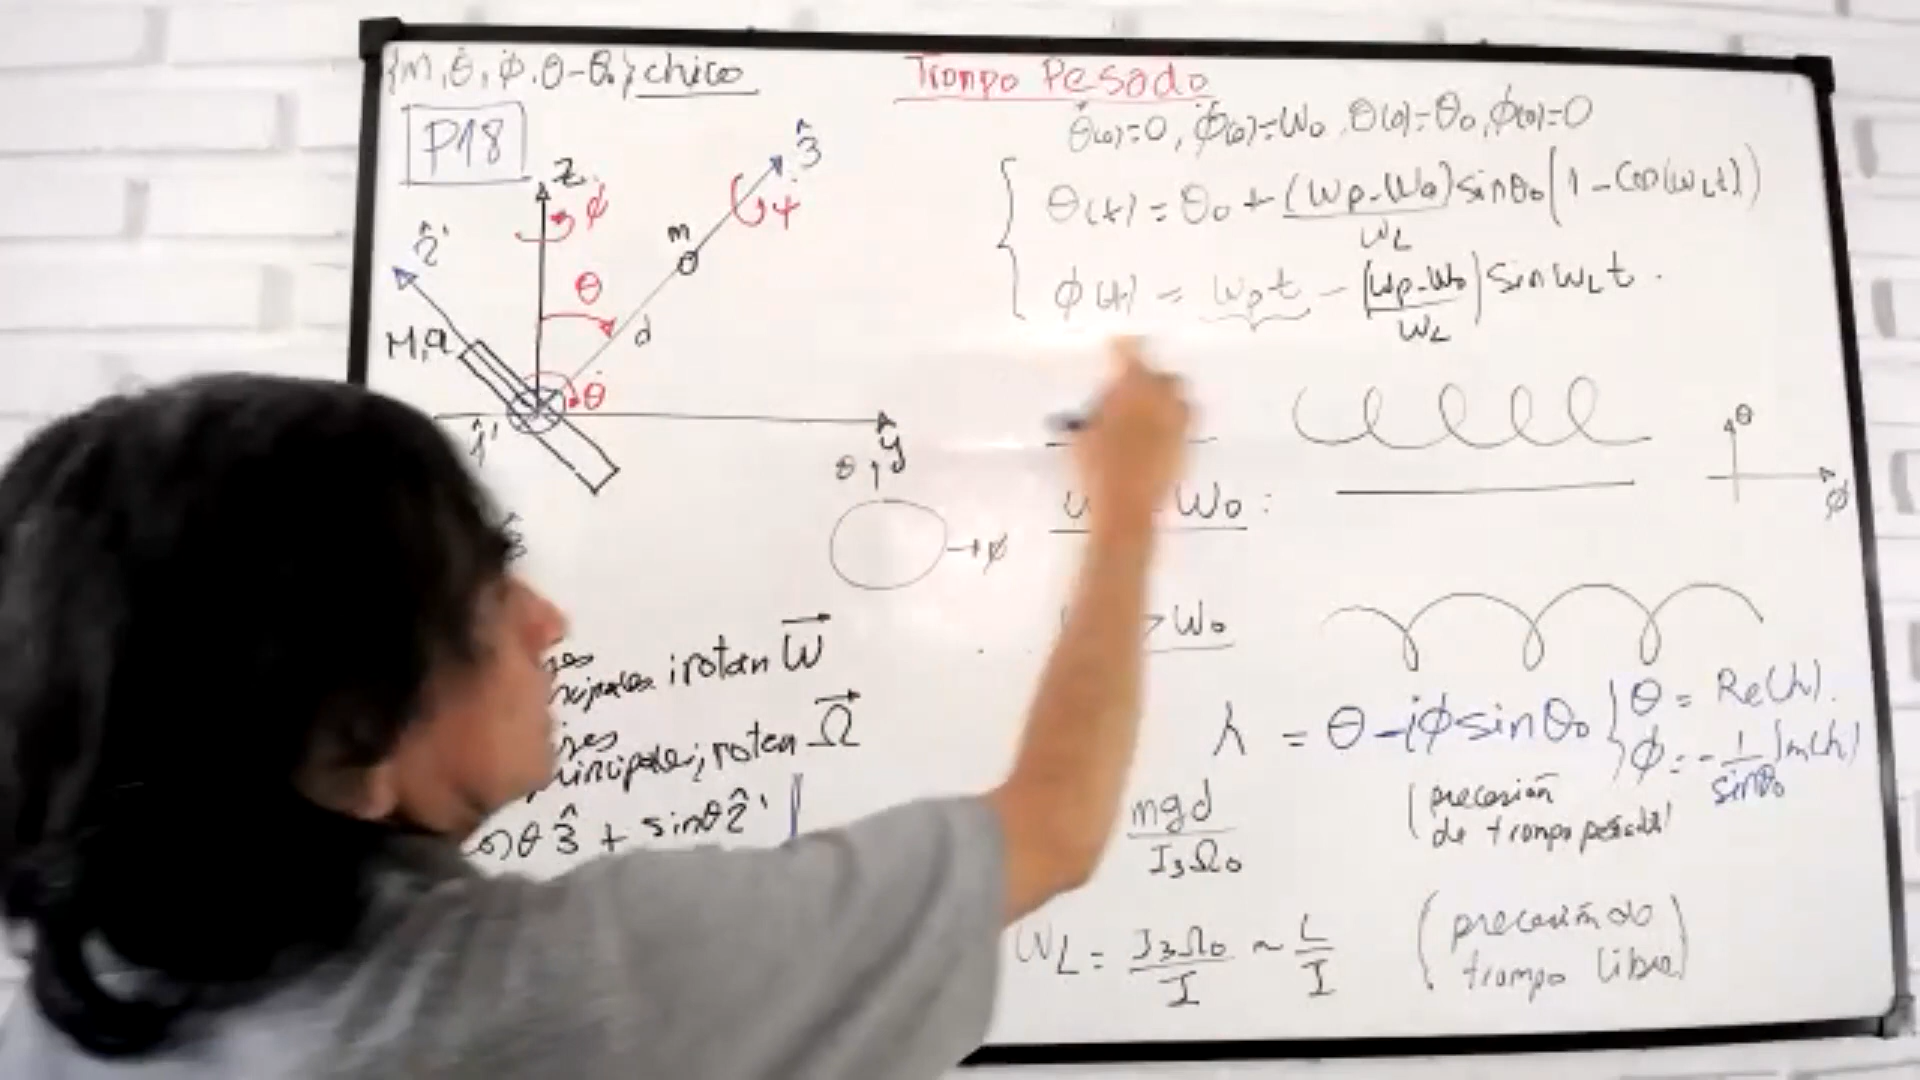 {m, θ̇, φ̇, θ-θ₀} chico
P18
Trompo Pesado
θ̇(0)=0, φ̇(0)=ω₀, θ(0)=θ₀, φ(0)=0
θ(t) = θ₀ + (ωp-ω₀)/ωL sinθ₀ (1 - cos(ωLt))
φ(t) = ωpt - (ωp-ω₀)/ωL sin ωLt.
z
φ̇
3̂
ψ̇
m
2̂'
θ
d
M, a
θ̇
1̂'
y
θ
θ
φ
ω₀:
→φ
> ω₀
i rotan ω⃗
λ = θ - iφ sinθ₀
θ = Re(λ).
φ = -1/sinθ₀ Im(λ)
rotan Ω⃗
(precesión
de trompo pesado)
θ 3̂ + sinθ 2̂'
mgd/I₃Ω₀
ωL = I₃Ω₀/I ~ L/I
(precesión de
trompo libre)